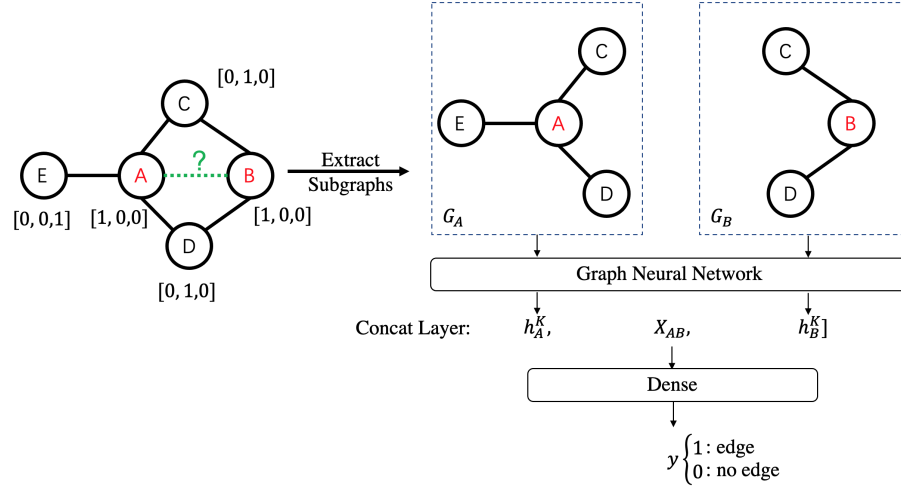 [0, 1,0]
C
E
A
?
B
[0, 0,1]
[1, 0,0]
[1, 0,0]
D
[0, 1,0]
Extract
Subgraphs
C
E
A
D
G_A
C
B
D
G_B
Graph Neural Network
Concat Layer: h_A^K, X_AB, h_B^K]
Dense
y { 1: edge
0: no edge